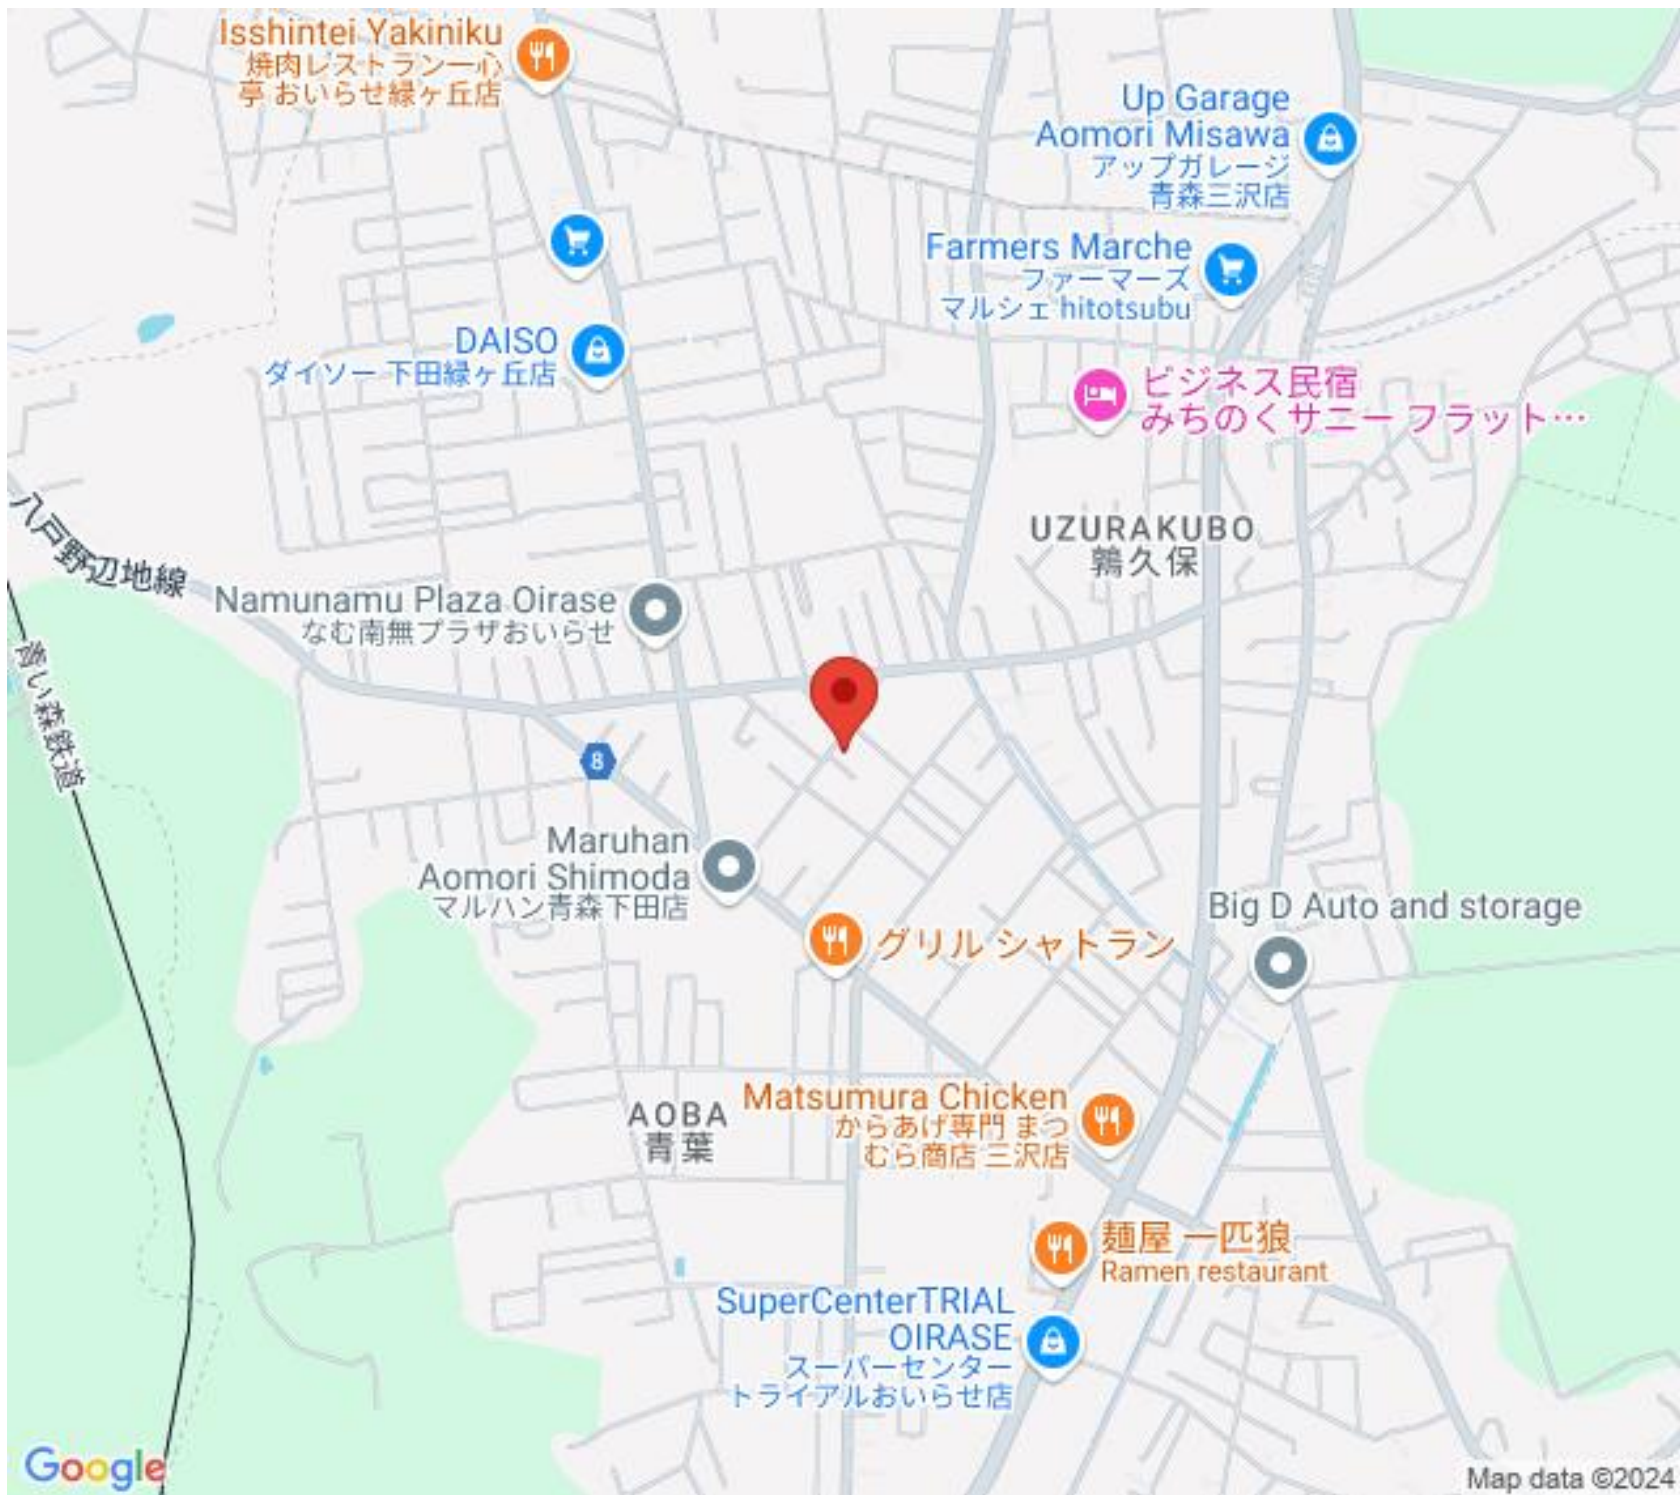 Isshintei Yakiniku
焼肉レストラン一心
亭 おいらせ緑ヶ丘店
Up Garage
Aomori Misawa
アップガレージ
青森三沢店
Farmers Marche
ファーマーズ
マルシェ hitotsubu
DAISO
ダイソー 下田緑ヶ丘店
ビジネス民宿
みちのくサニー フラット…
八戸野辺地線
UZURAKUBO
鶉久保
Namunamu Plaza Oirase
なむ南無プラザおいらせ
青い森鉄道
8
Maruhan
Aomori Shimoda
マルハン青森下田店
Big D Auto and storage
グリル シャトラン
Matsumura Chicken
からあげ専門 まつ
むら商店 三沢店
AOBA
青葉
麺屋 一匹狼
Ramen restaurant
SuperCenterTRIAL
OIRASE
スーパーセンター
トライアルおいらせ店
Google
Map data ©2024